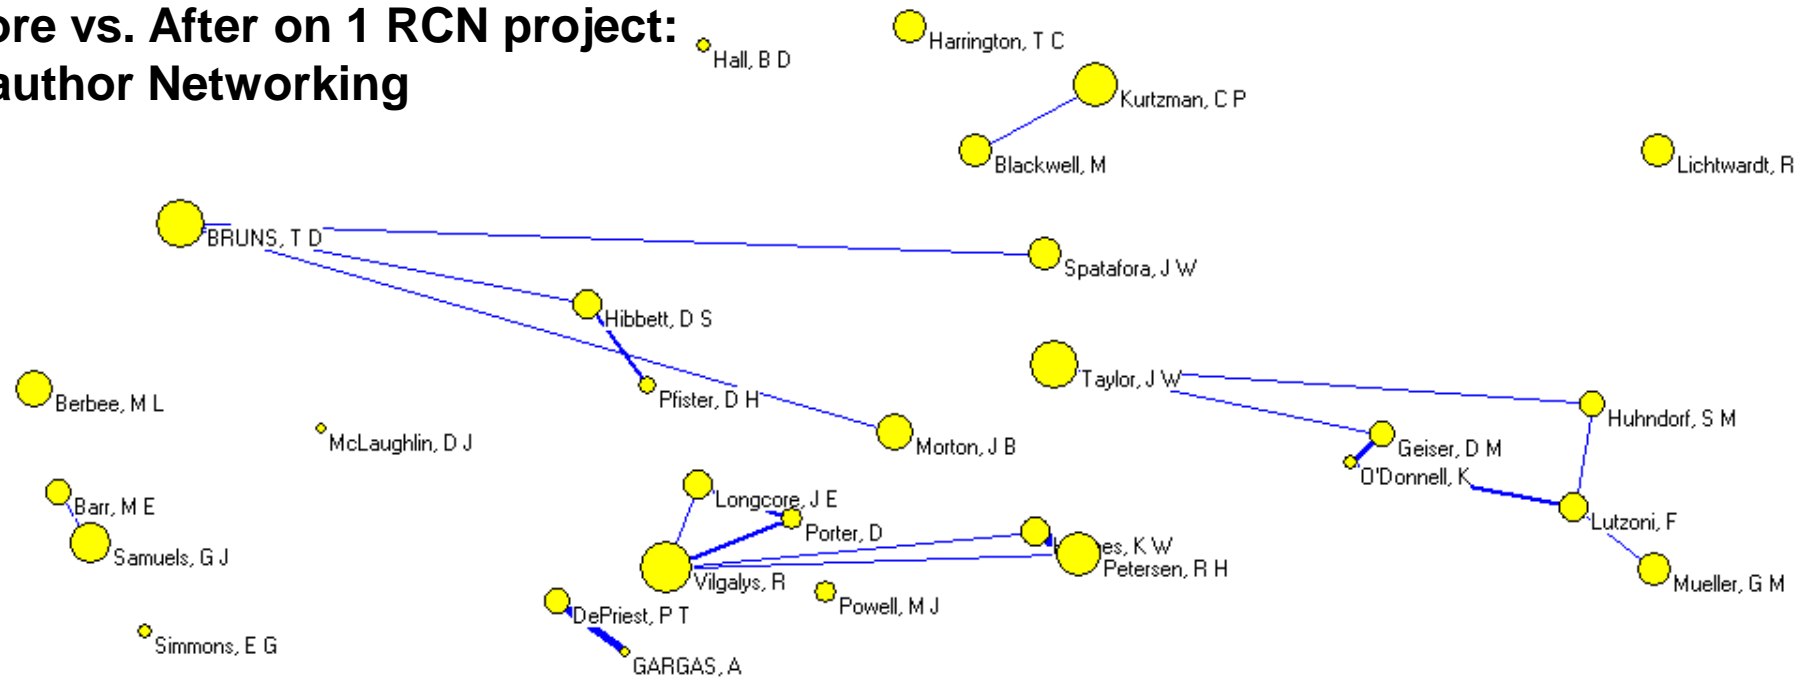 ore vs. After on 1 RCN project:
author Networking
Hall, B D
Harrington, T C
Kurtzman, C P
Blackwell, M
Lichtwardt, R
BRUNS, T D
Spatafora, J W
Hibbett, D S
Taylor, J W
Pfister, D H
Berbee, M L
Huhndorf, S M
McLaughlin, D J
Morton, J B
Geiser, D M
O'Donnell, K
Barr, M E
Longcore, J E
Lutzoni, F
Porter, D
Samuels, G J
es, K W
Petersen, R H
Vilgalys, R
Mueller, G M
Powell, M J
DePriest, P T
Simmons, E G
GARGAS, A